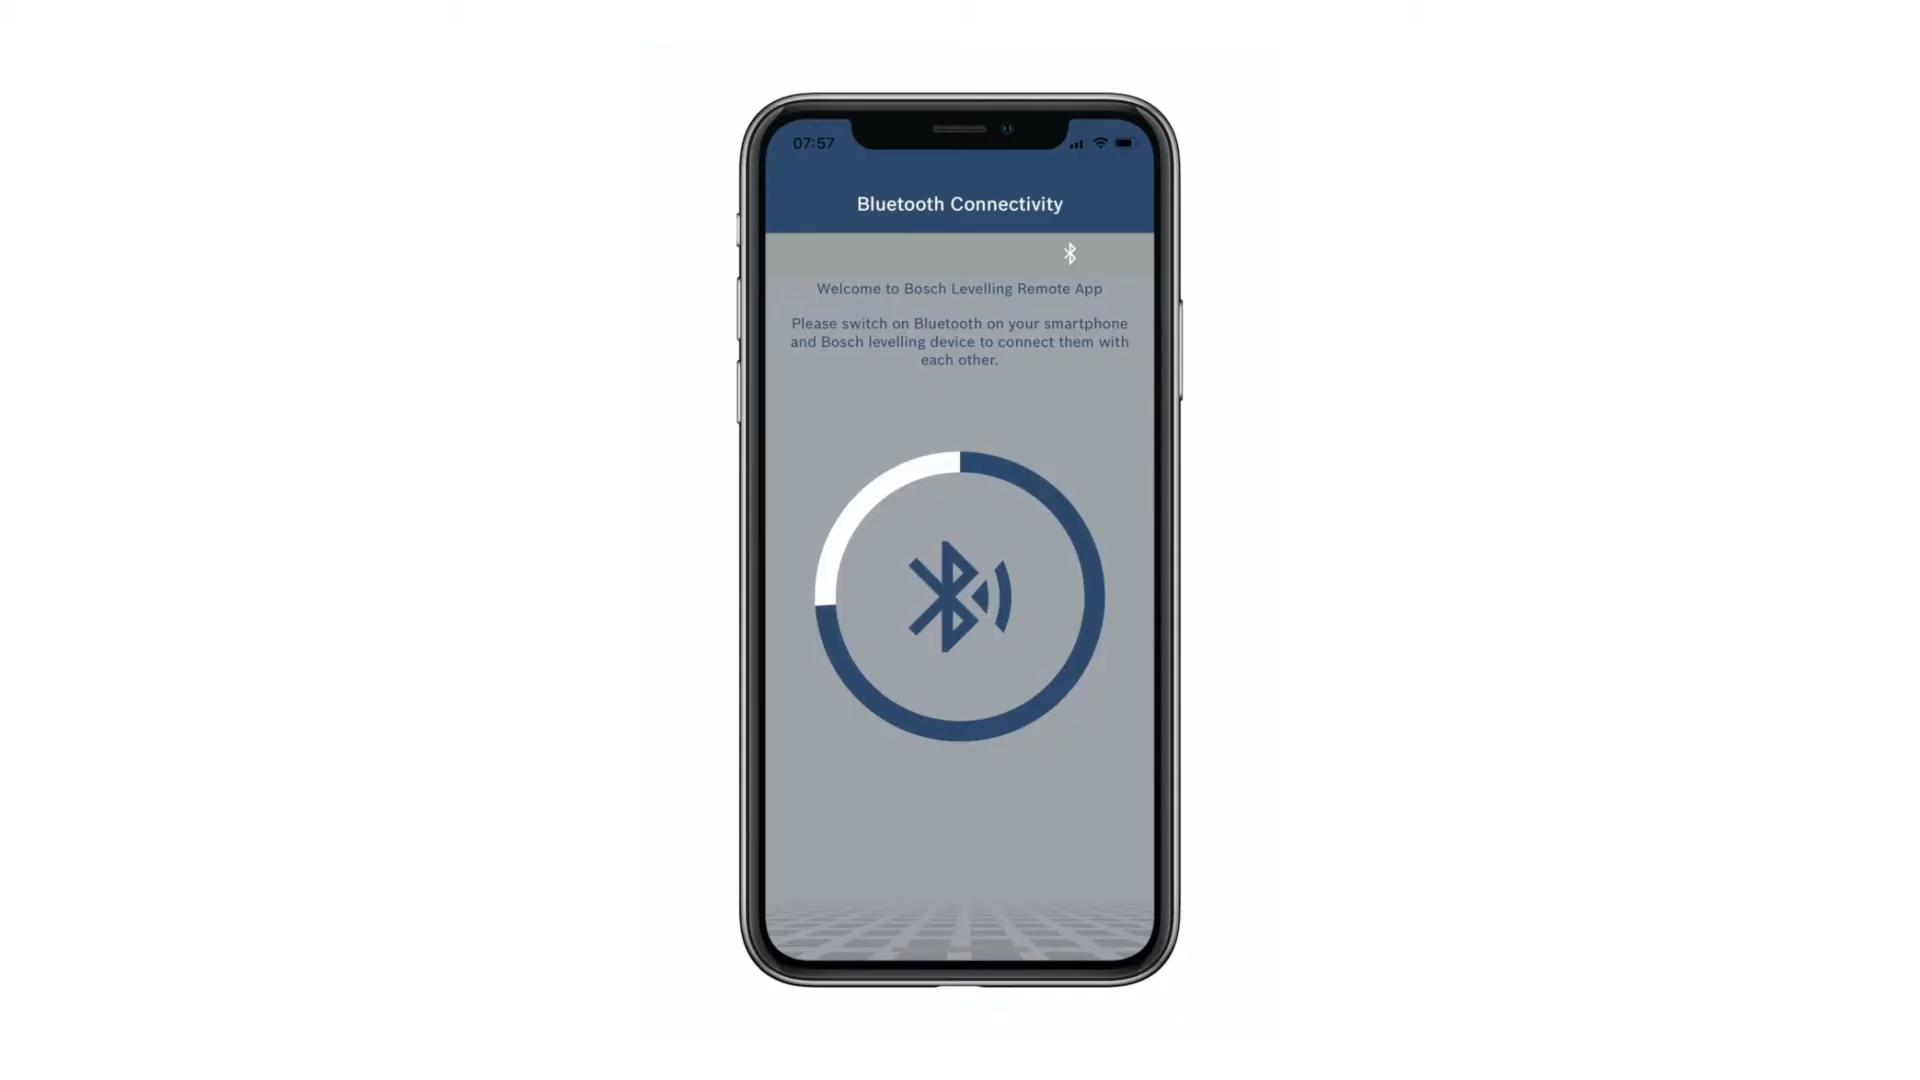 07:57
Bluetooth Connectivity
Welcome to Bosch Levelling Remote App
Please switch on Bluetooth on your smartphone
and Bosch levelling device to connect them with
each other.